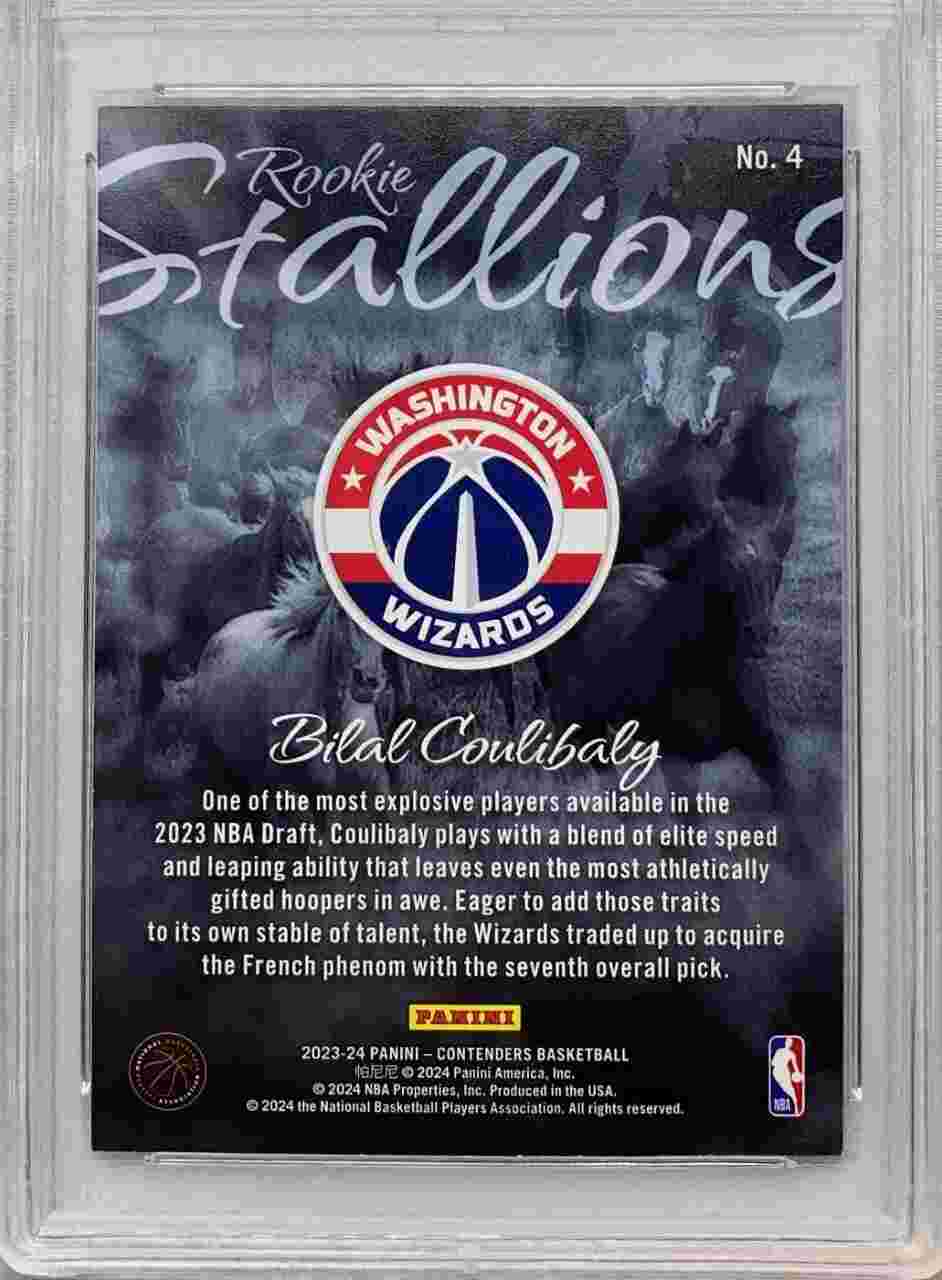 No. 4
Rookie
Stallions
WASHINGTON
WIZARDS
Bilal Coulibaly
One of the most explosive players available in the
2023 NBA Draft, Coulibaly plays with a blend of elite speed
and leaping ability that leaves even the most athletically
gifted hoopers in awe. Eager to add those traits
to its own stable of talent, the Wizards traded up to acquire
the French phenom with the seventh overall pick.
PANINI
2023-24 PANINI – CONTENDERS BASKETBALL
帕尼尼 © 2024 Panini America, Inc.
© 2024 NBA Properties, Inc. Produced in the USA.
© 2024 the National Basketball Players Association. All rights reserved.
NATIONAL BASKETBALL
NBA